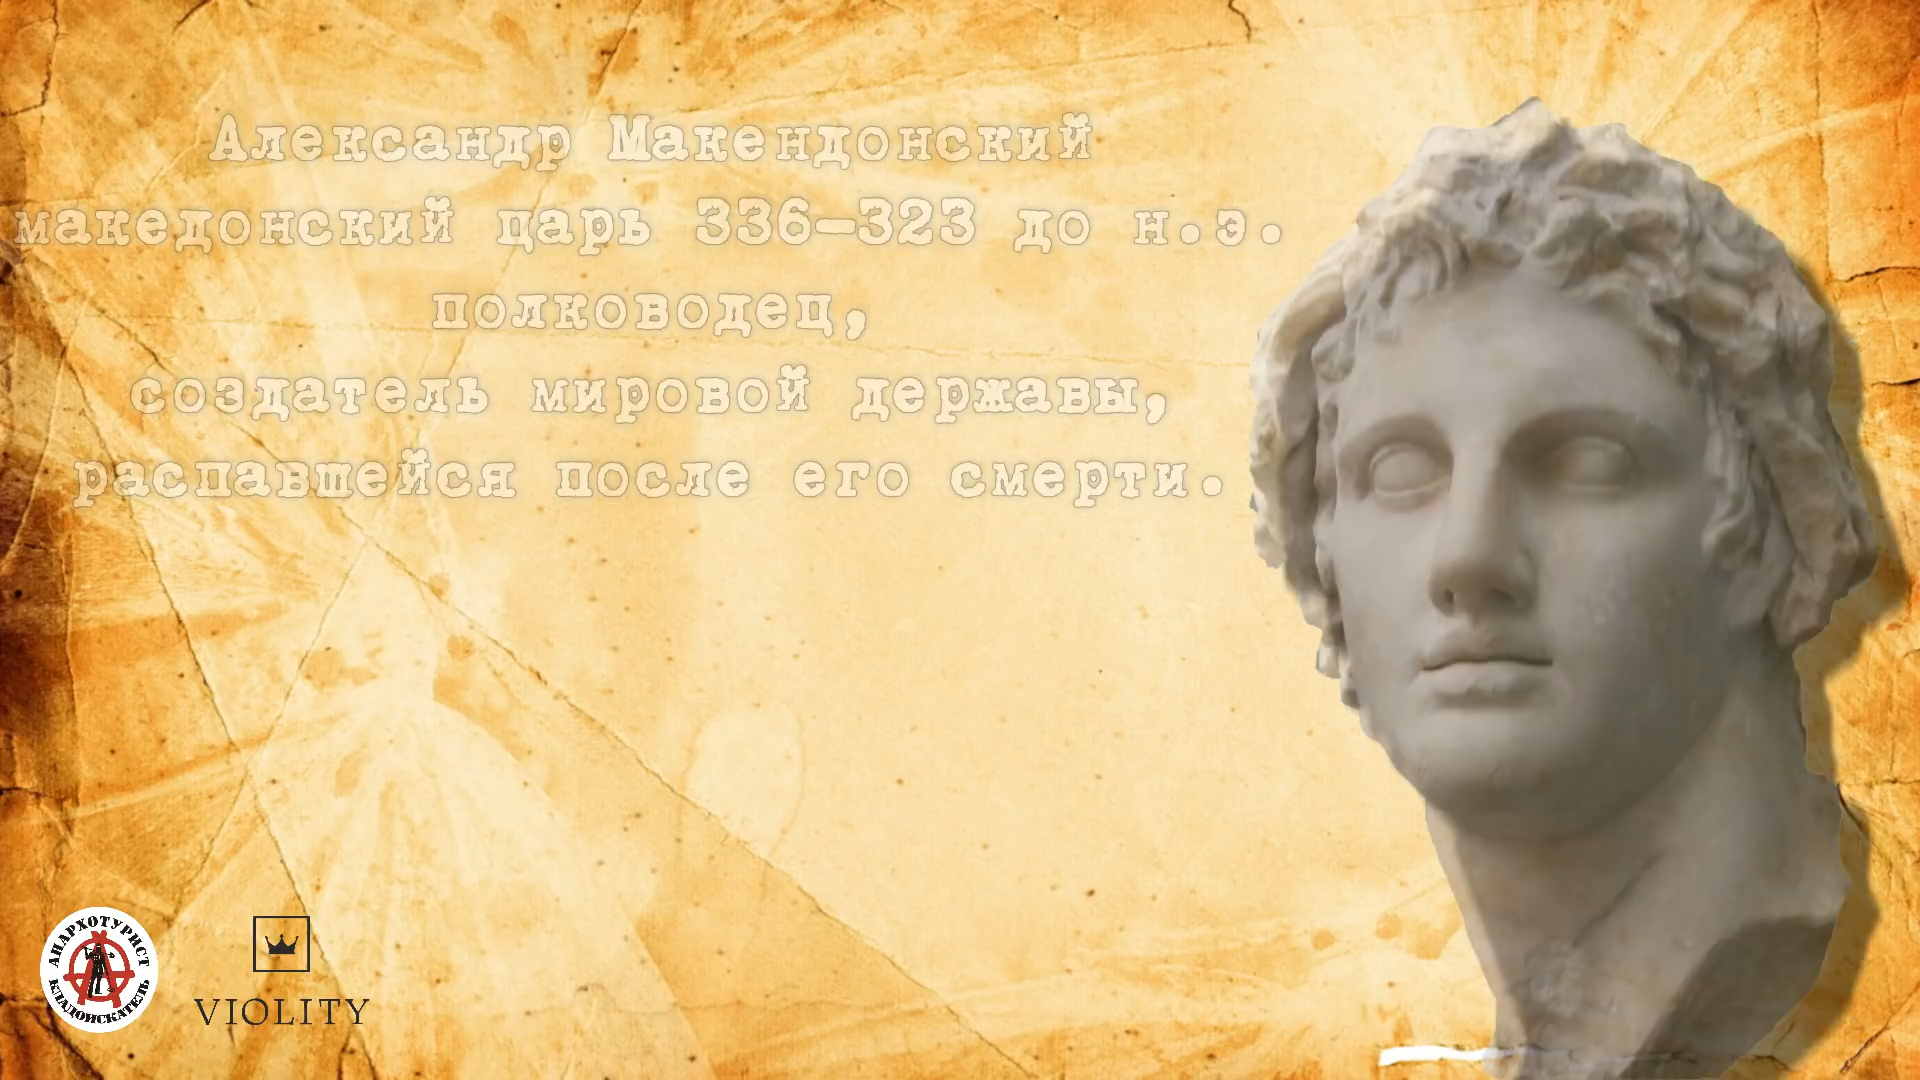 Александр Макендонский
македонский царь 336—323 до н.э.
полководец,
создатель мировой державы,
распавшейся после его смерти.
АНАРХОТУРИСТ
КЛАДОИСКАТЕЛЬ
VIOLITY